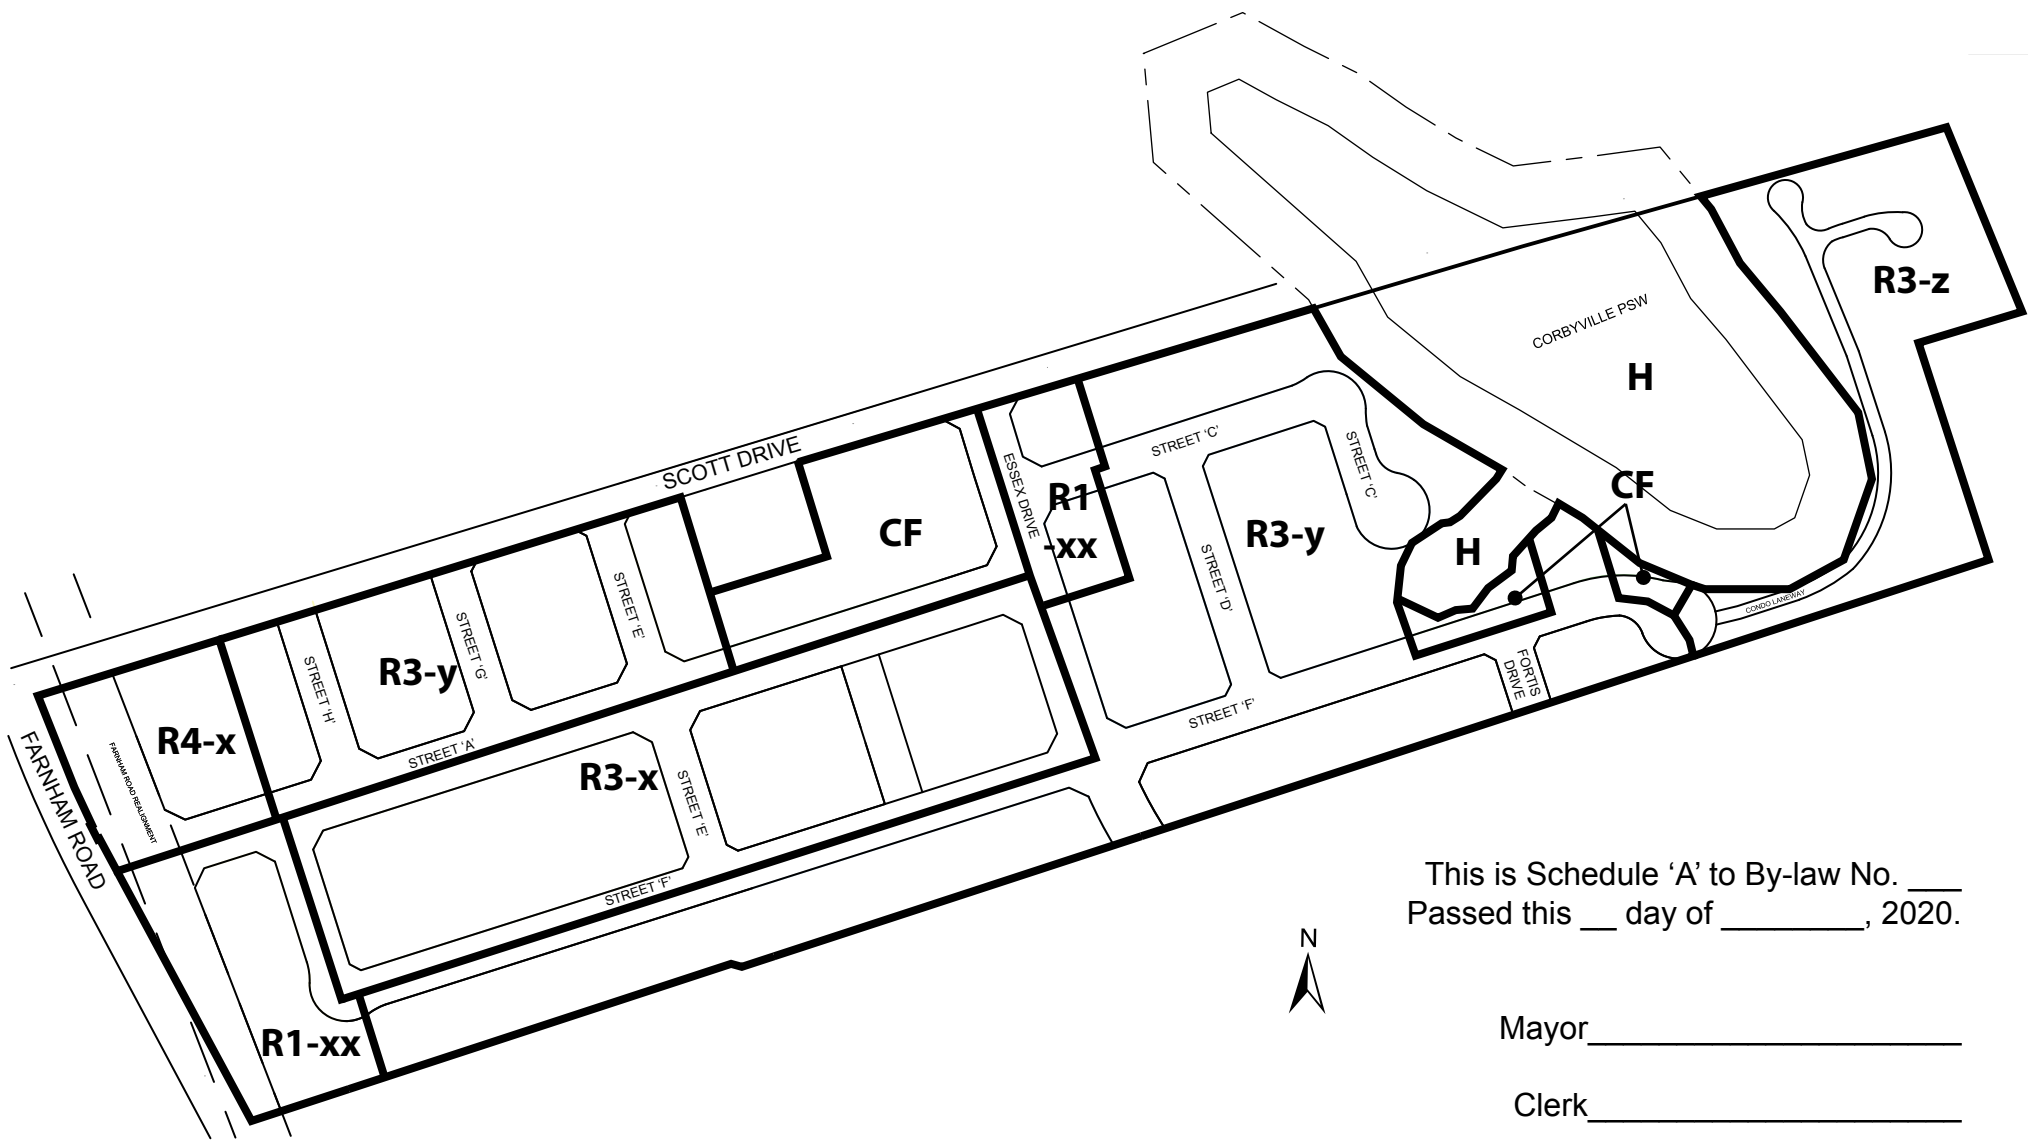 R3-z
CORBYVILLE PSW
H
SCOTT DRIVE
STREET ‘C’
STREET ‘C’
ESSEX DRIVE
R1
-xx
CF
CF
R3-y
H
STREET ‘D’
CONDO LANEWAY
FORTIS
DRIVE
STREET ‘E’
STREET ‘G’
R3-y
STREET ‘H’
STREET ‘F’
R4-x
STREET ‘A’
R3-x
STREET ‘E’
FARNHAM ROAD REALIGNMENT
FARNHAM ROAD
STREET ‘F’
R1-xx
This is Schedule ‘A’ to By-law No. ___
Passed this __ day of ________, 2020.
N
Mayor_____________________
Clerk_____________________